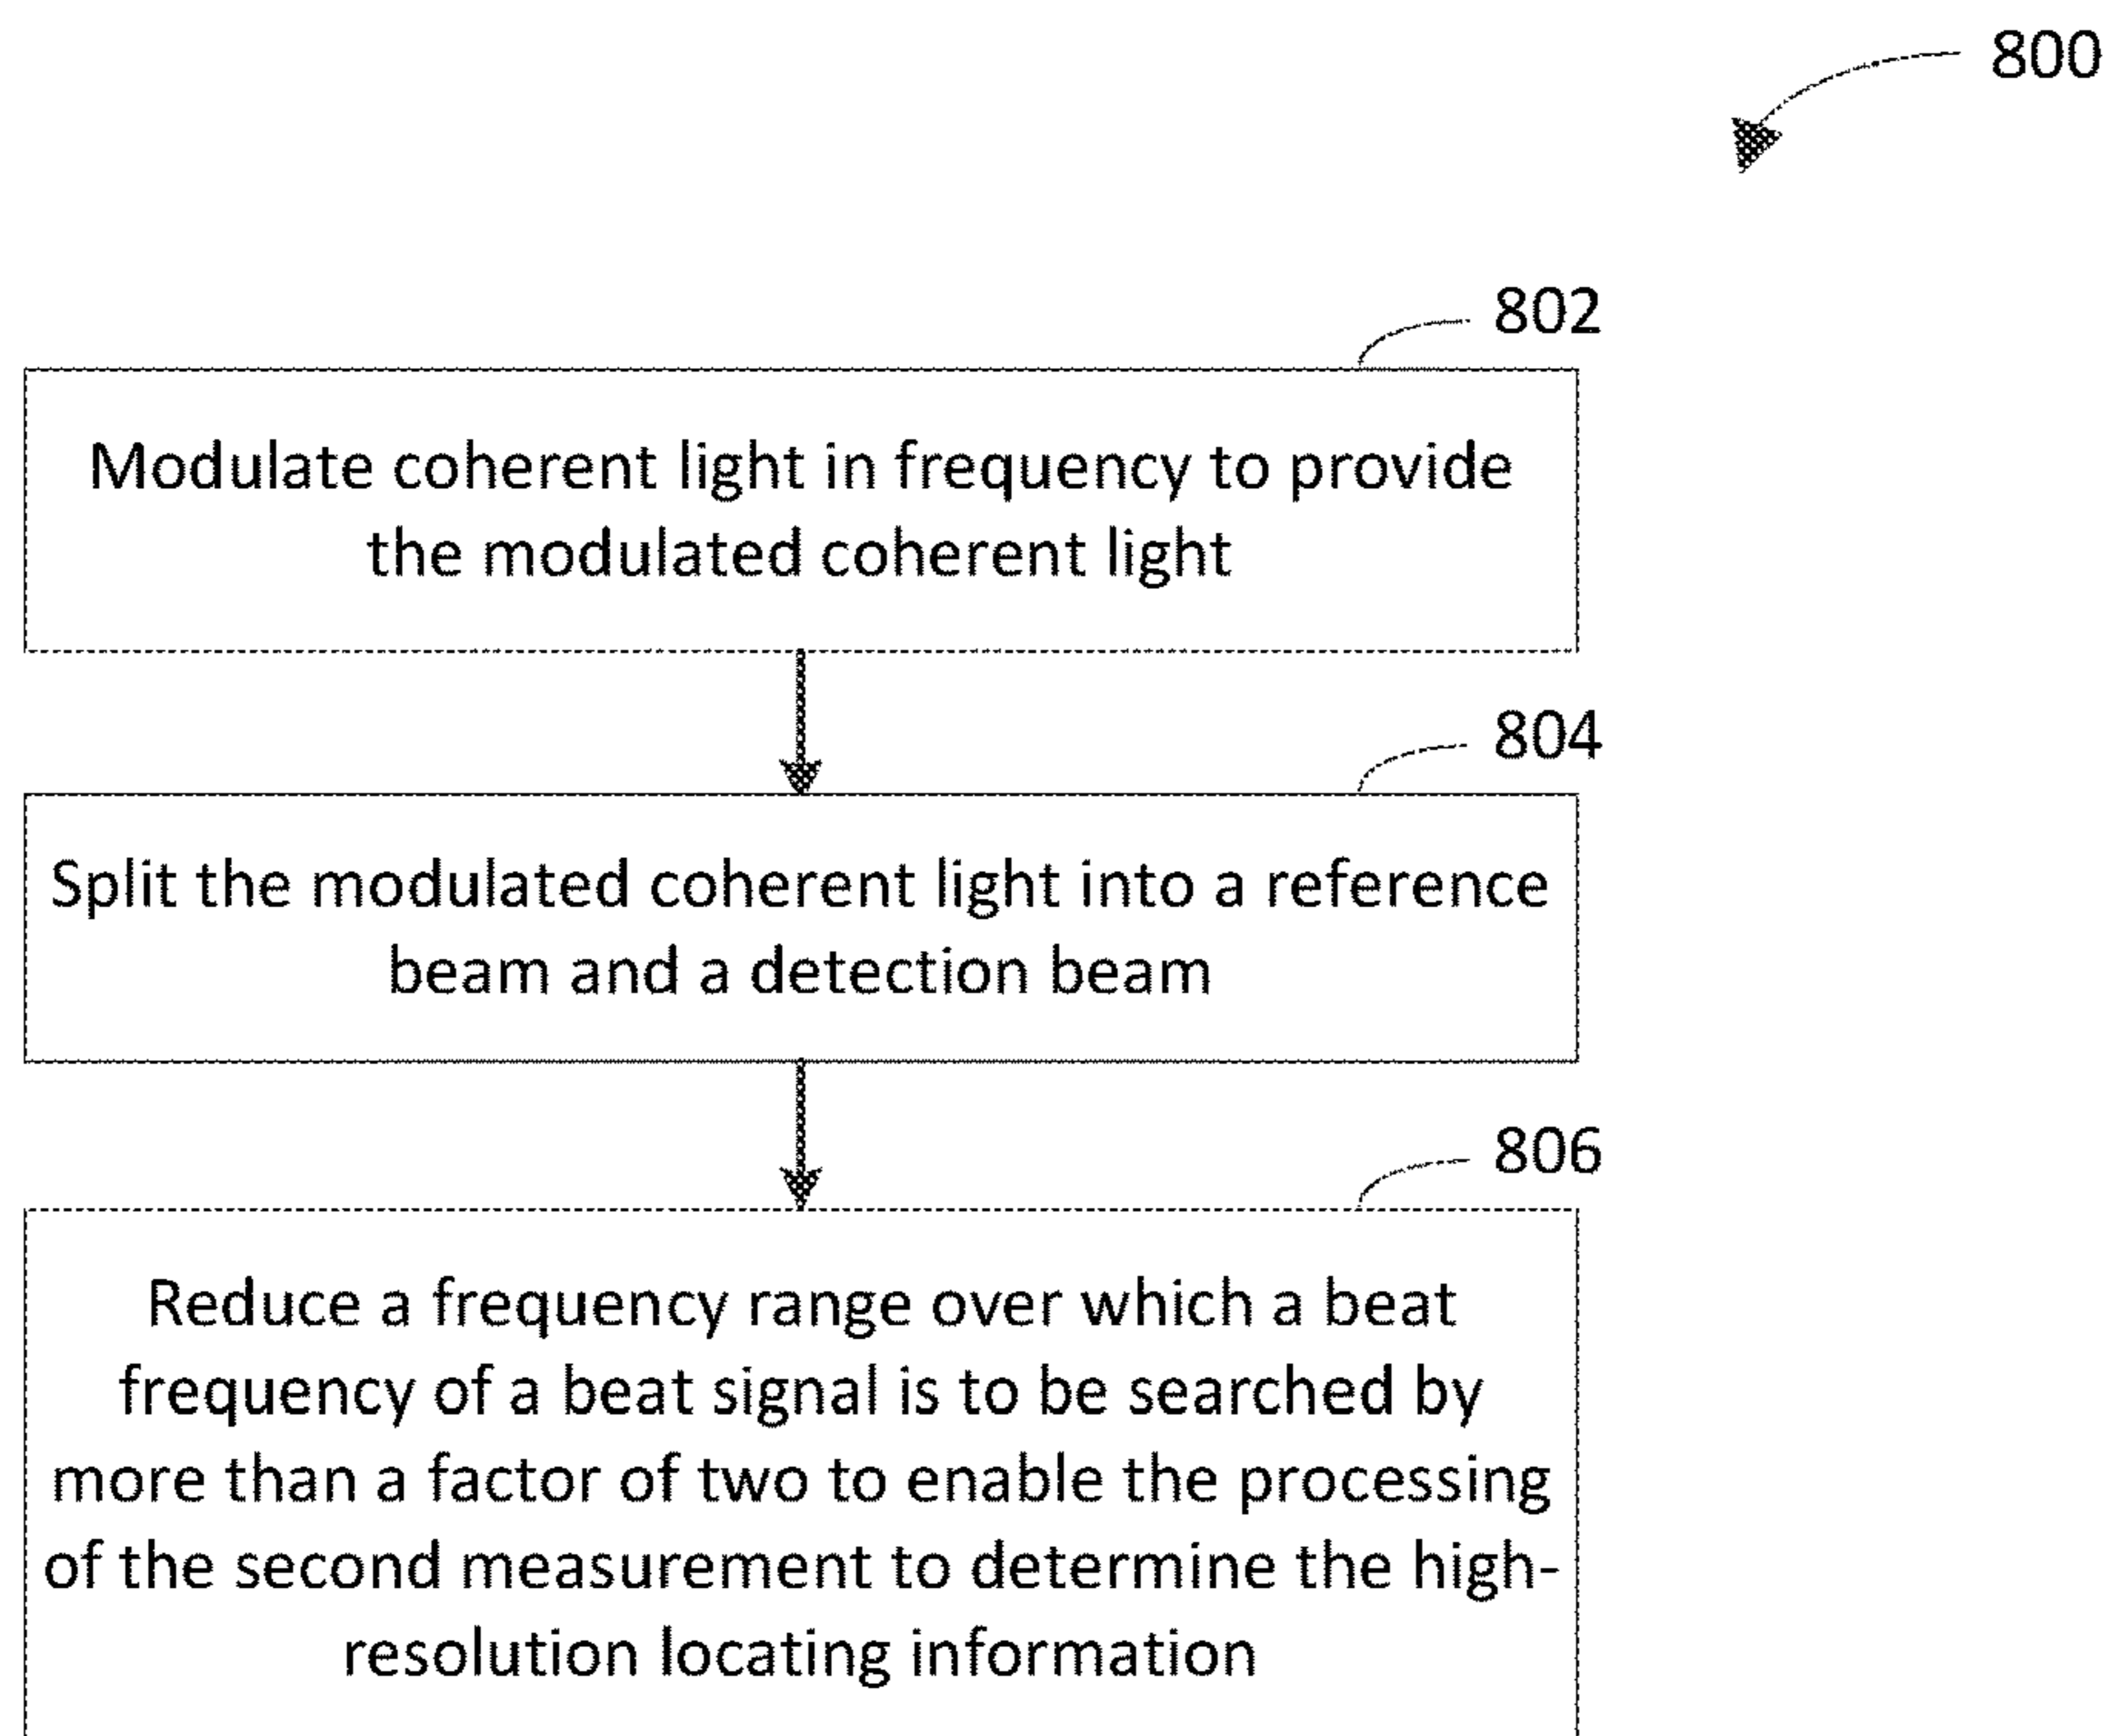 800
802
Modulate coherent light in frequency to provide
the modulated coherent light
804
Split the modulated coherent light into a reference
beam and a detection beam
806
Reduce a frequency range over which a beat
frequency of a beat signal is to be searched by
more than a factor of two to enable the processing
of the second measurement to determine the high-
resolution locating information